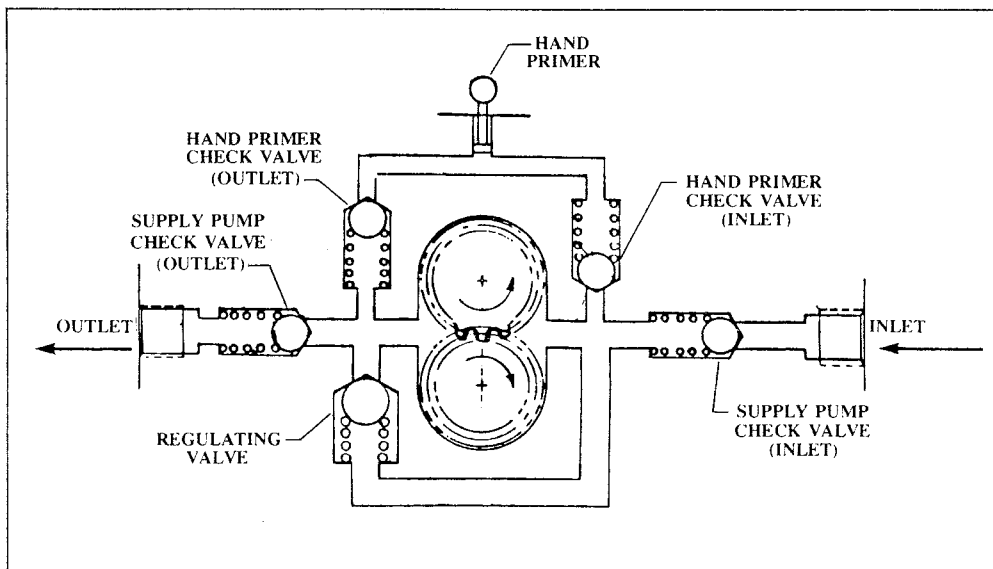 HAND
PRIMER
HAND PRIMER
CHECK VALVE
(OUTLET)
HAND PRIMER
CHECK VALVE
(INLET)
SUPPLY PUMP
CHECK VALVE
(OUTLET)
OUTLET
INLET
REGULATING
VALVE
SUPPLY PUMP
CHECK VALVE
(INLET)